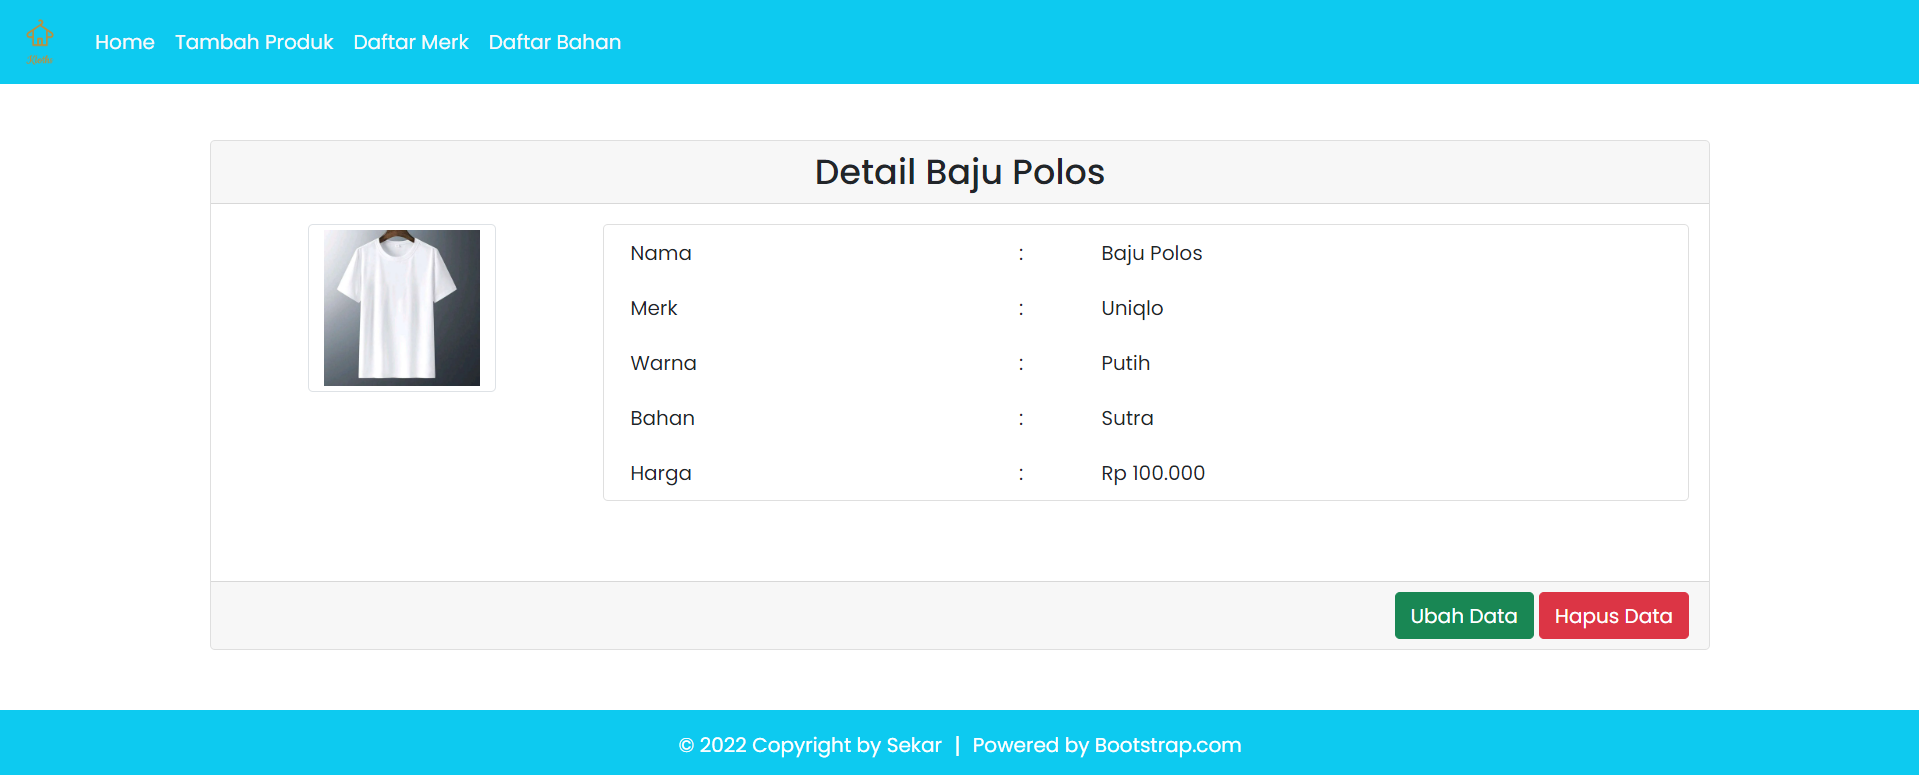 Home Tambah Produk Daftar Merk Daftar Bahan
Detail Baju Polos
Nama : Baju Polos
Merk : Uniqlo
Warna : Putih
Bahan : Sutra
Harga : Rp 100.000
Ubah Data Hapus Data
© 2022 Copyright by Sekar | Powered by Bootstrap.com